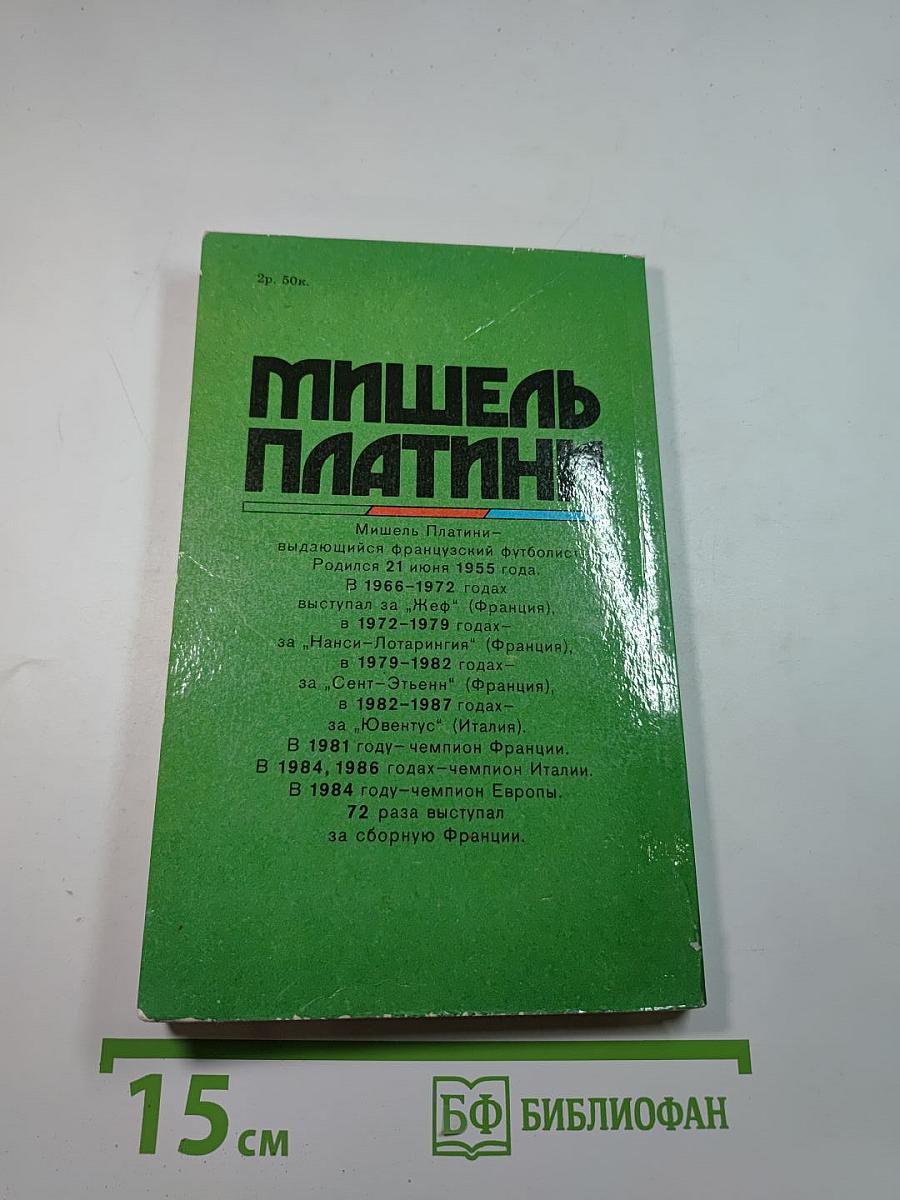 2р. 50к.
МИШЕЛЬ
ПЛАТИНИ
Мишель Платини–
выдающийся французский футболист.
Родился 21 июня 1955 года.
В 1966–1972 годах
выступал за „Жеф“ (Франция),
в 1972–1979 годах–
за „Нанси–Лотарингия“ (Франция),
в 1979–1982 годах–
за „Сент–Этьенн“ (Франция),
в 1982–1987 годах–
за „Ювентус“ (Италия).
В 1981 году–чемпион Франции.
В 1984, 1986 годах–чемпион Италии.
В 1984 году–чемпион Европы.
72 раза выступал
за сборную Франции.
15 см
БФ БИБЛИОФАН